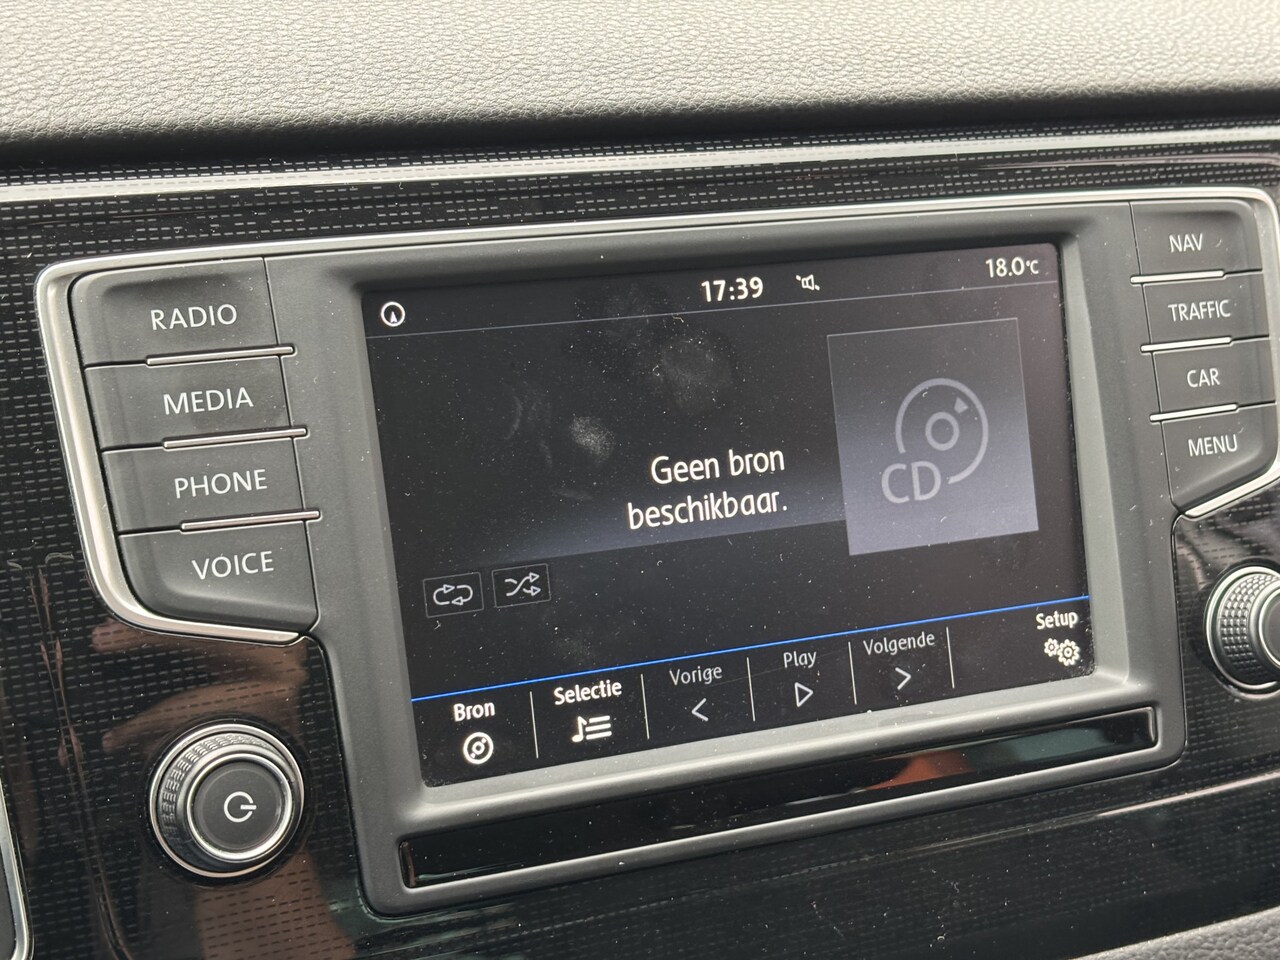 RADIO
MEDIA
PHONE
VOICE
17:39
18.0°C
Geen bron
beschikbaar.
CD
Bron
Selectie
Vorige
Play
Volgende
Setup
NAV
TRAFFIC
CAR
MENU